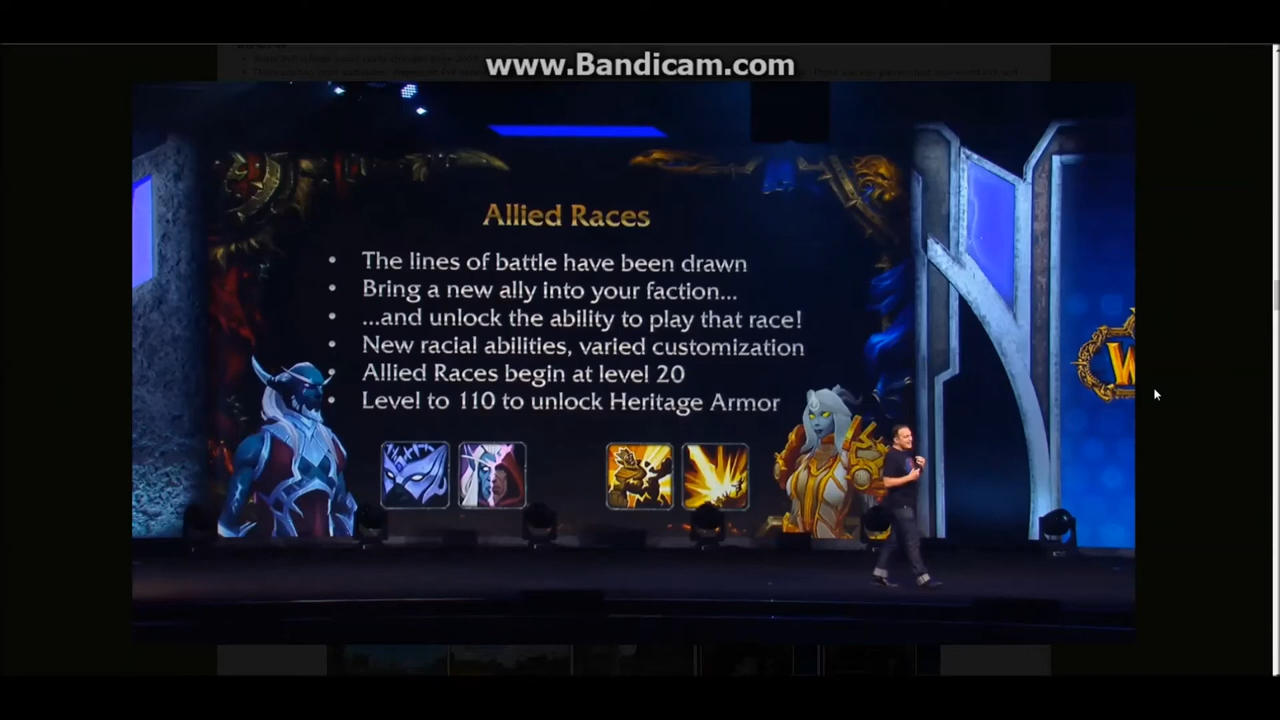 www.Bandicam.com
Allied Races
• The lines of battle have been drawn
• Bring a new ally into your faction...
• ...and unlock the ability to play that race!
• New racial abilities, varied customization
• Allied Races begin at level 20
• Level to 110 to unlock Heritage Armor
W